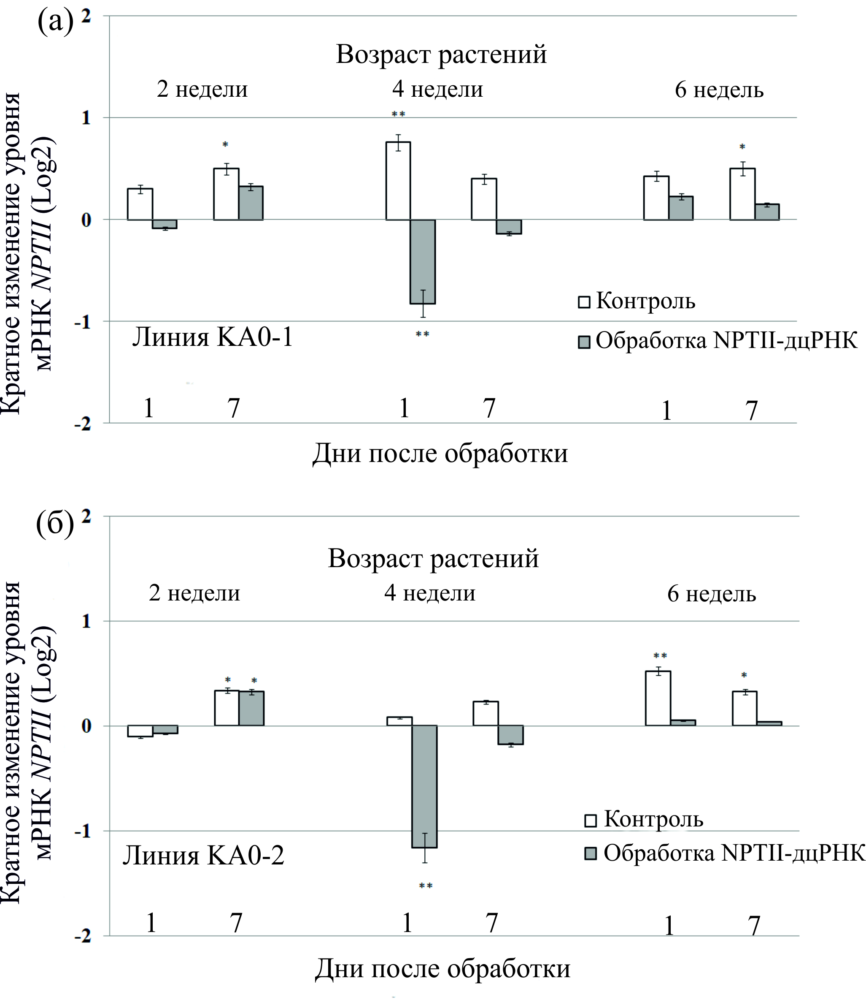 (а)
Кратное изменение уровня
мРНК NPTII (Log2)
2
1
0
-1
-2
Возраст растений
2 недели 4 недели 6 недель
* ** *
**
Контроль
Обработка NPTII-дцРНК
Линия KA0-1
1 7 1 7 1 7
Дни после обработки
(б)
Кратное изменение уровня
мРНК NPTII (Log2)
2
1
0
-1
-2
Возраст растений
2 недели 4 недели 6 недель
* * ** *
**
Контроль
Обработка NPTII-дцРНК
Линия KA0-2
1 7 1 7 1 7
Дни после обработки